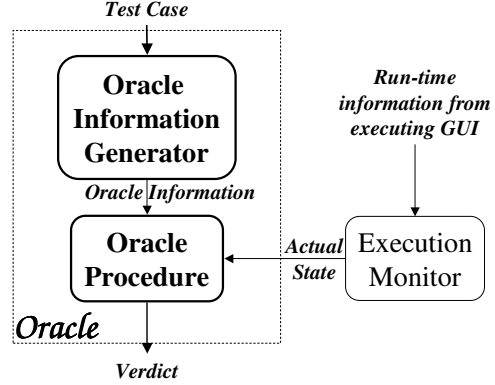 Test Case
Oracle
Information
Generator
Run-time
information from
executing GUI
Oracle Information
Oracle
Procedure
Actual
State
Execution
Monitor
Oracle
Verdict